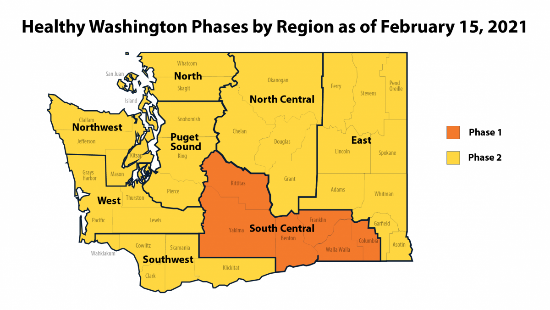 Healthy Washington Phases by Region as of February 15, 2021
Whatcom
San Juan
North
Skagit
Island
Okanogan
North Central
Ferry
Stevens
Pend
Oreille
Clallam
Northwest
Jefferson
Snohomish
Puget
Sound
King
Kitsap
Chelan
Douglas
East
Lincoln
Spokane
Grays
Harbor
Mason
West
Thurston
Pierce
Kittitas
Grant
Adams
Whitman
Pacific
Lewis
Yakima
South Central
Benton
Franklin
Walla Walla
Columbia
Garfield
Asotin
Wahkiakum
Cowlitz
Skamania
Southwest
Clark
Klickitat
Phase 1
Phase 2